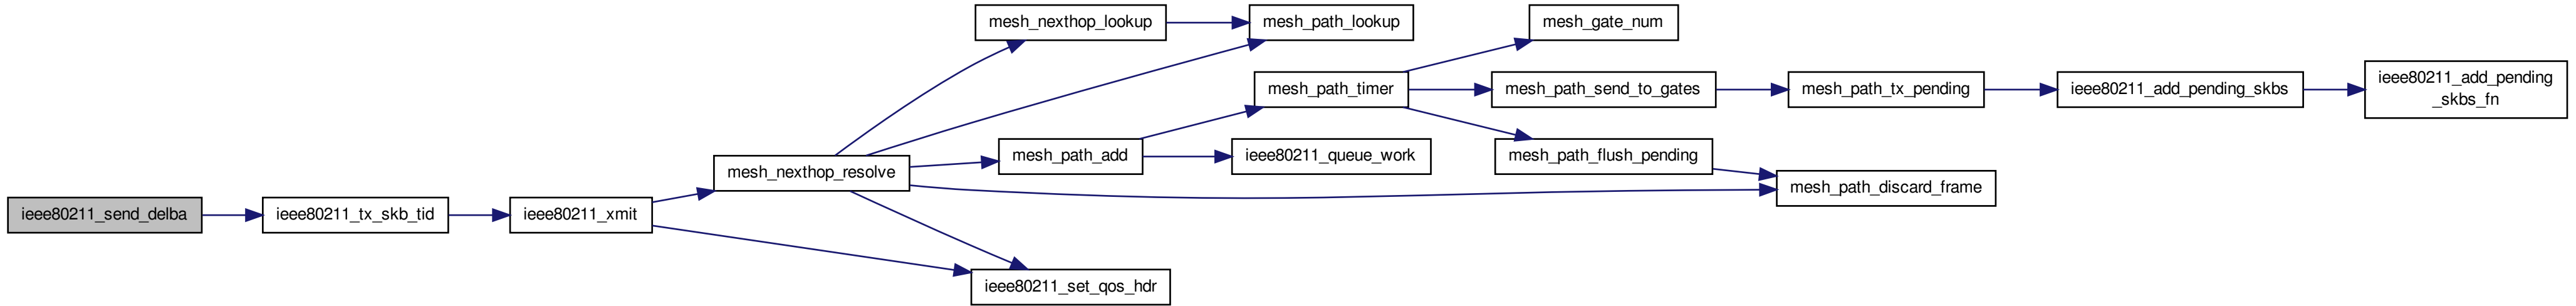 ieee80211_send_delba
ieee80211_tx_skb_tid
ieee80211_xmit
mesh_nexthop_resolve
mesh_nexthop_lookup
mesh_path_lookup
mesh_path_add
ieee80211_set_qos_hdr
mesh_path_timer
ieee80211_queue_work
mesh_gate_num
mesh_path_send_to_gates
mesh_path_flush_pending
mesh_path_tx_pending
mesh_path_discard_frame
ieee80211_add_pending_skbs
ieee80211_add_pending
_skbs_fn